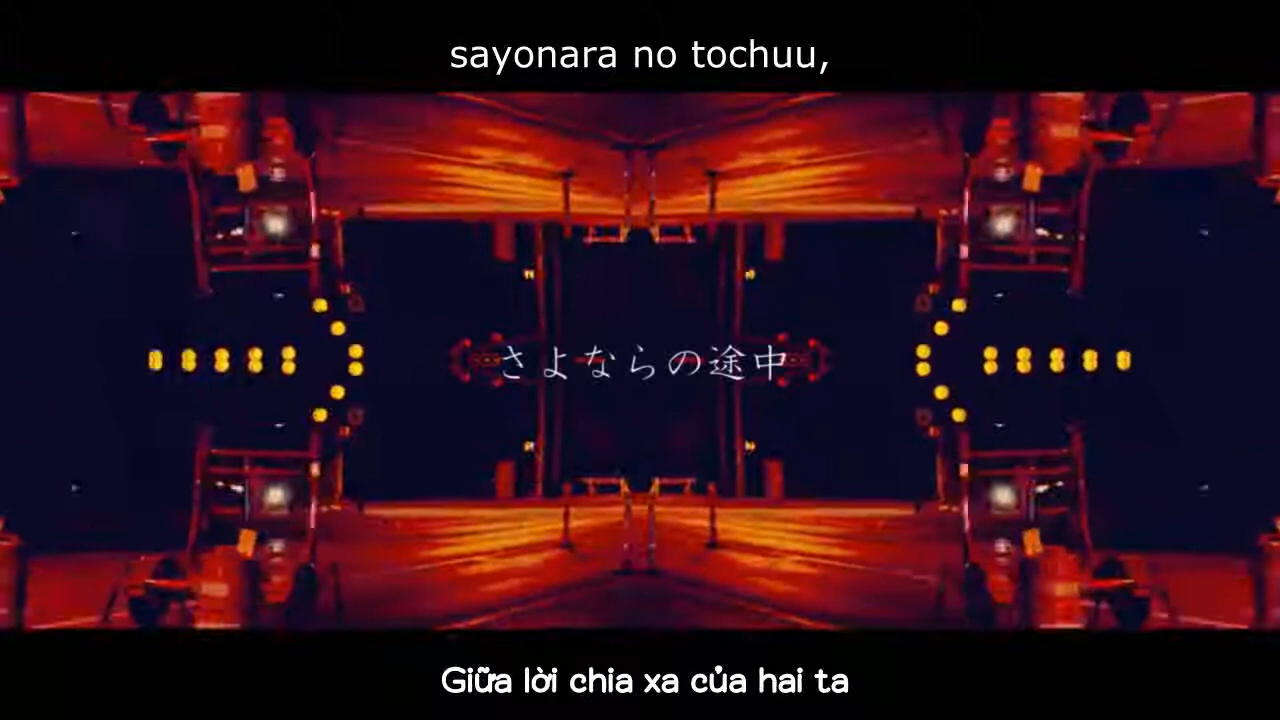 sayonara no tochuu,
さよならの途中
Giữa lời chia xa của hai ta